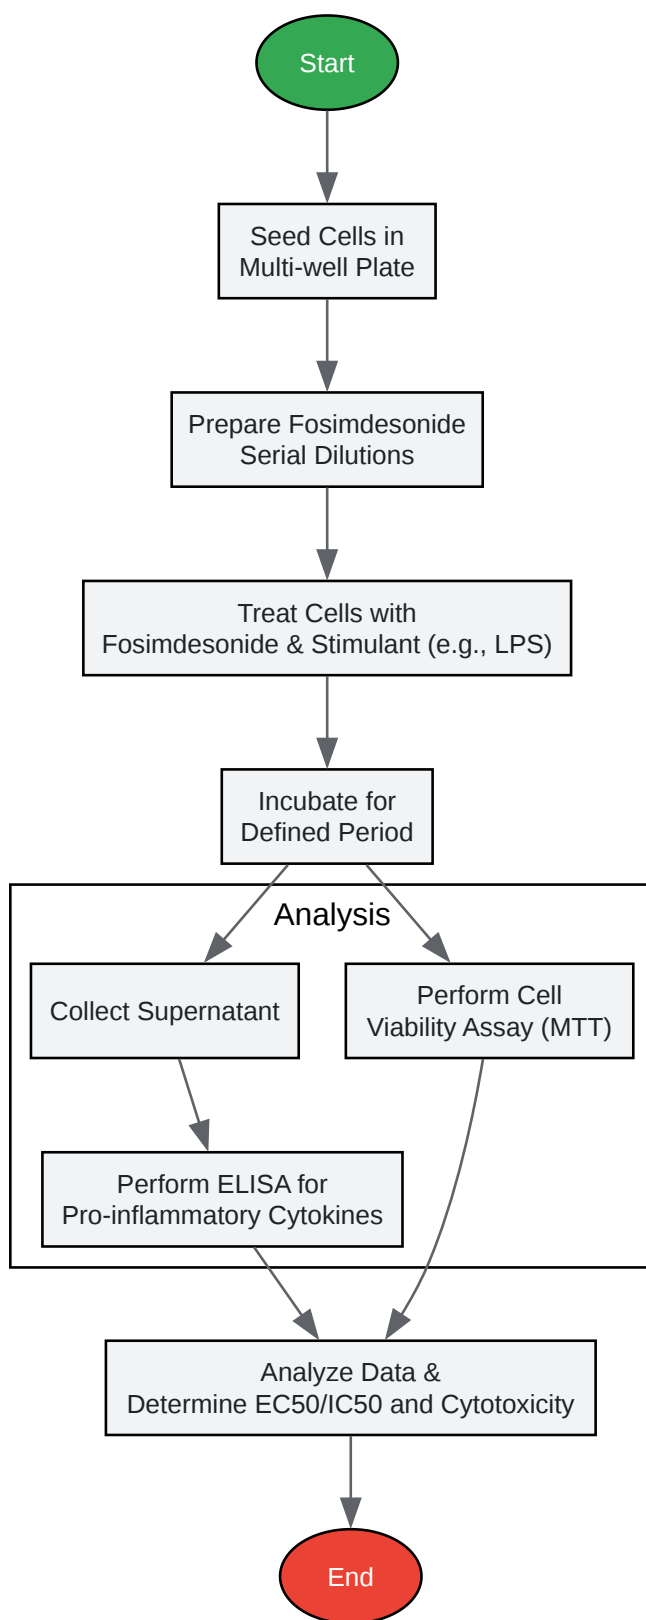 Start
Seed Cells in
Multi-well Plate
Prepare Fosimdesonide
Serial Dilutions
Treat Cells with
Fosimdesonide & Stimulant (e.g., LPS)
Incubate for
Defined Period
Analysis
Collect Supernatant
Perform Cell
Viability Assay (MTT)
Perform ELISA for
Pro-inflammatory Cytokines
Analyze Data &
Determine EC50/IC50 and Cytotoxicity
End